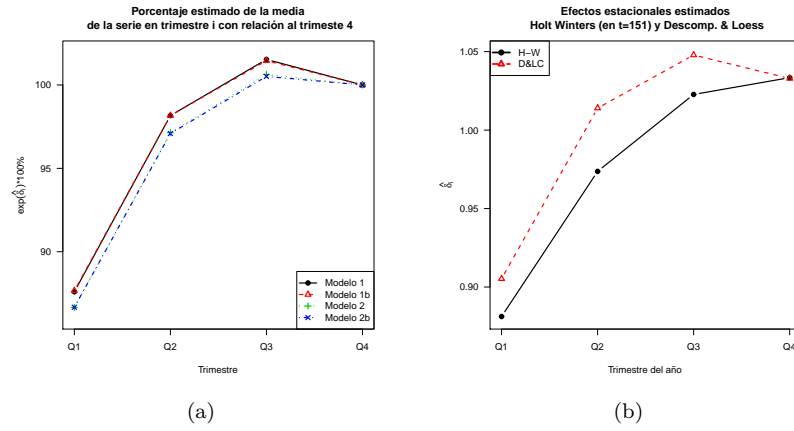 Porcentaje estimado de la media
de la serie en trimestre i con relación al trimeste 4
exp(δ̂ᵢ)*100%
100
95
90
Modelo 1
Modelo 1b
Modelo 2
Modelo 2b
Q1 Q2 Q3 Q4
Trimestre
(a)
Efectos estacionales estimados
Holt Winters (en t=151) y Descomp. & Loess
δ̂ᵢ
1.05
1.00
0.95
0.90
H-W
D&LC
Q1 Q2 Q3 Q4
Trimestre del año
(b)